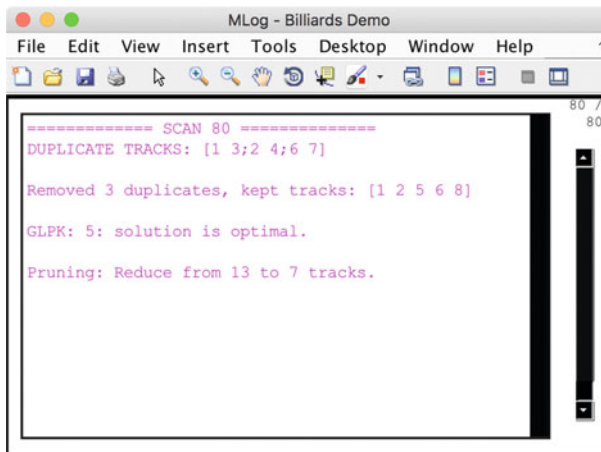 MLog - Billiards Demo
File Edit View Insert Tools Desktop Window Help
80 /
80
============= SCAN 80 ==============
DUPLICATE TRACKS: [1 3;2 4;6 7]
Removed 3 duplicates, kept tracks: [1 2 5 6 8]
GLPK: 5: solution is optimal.
Pruning: Reduce from 13 to 7 tracks.